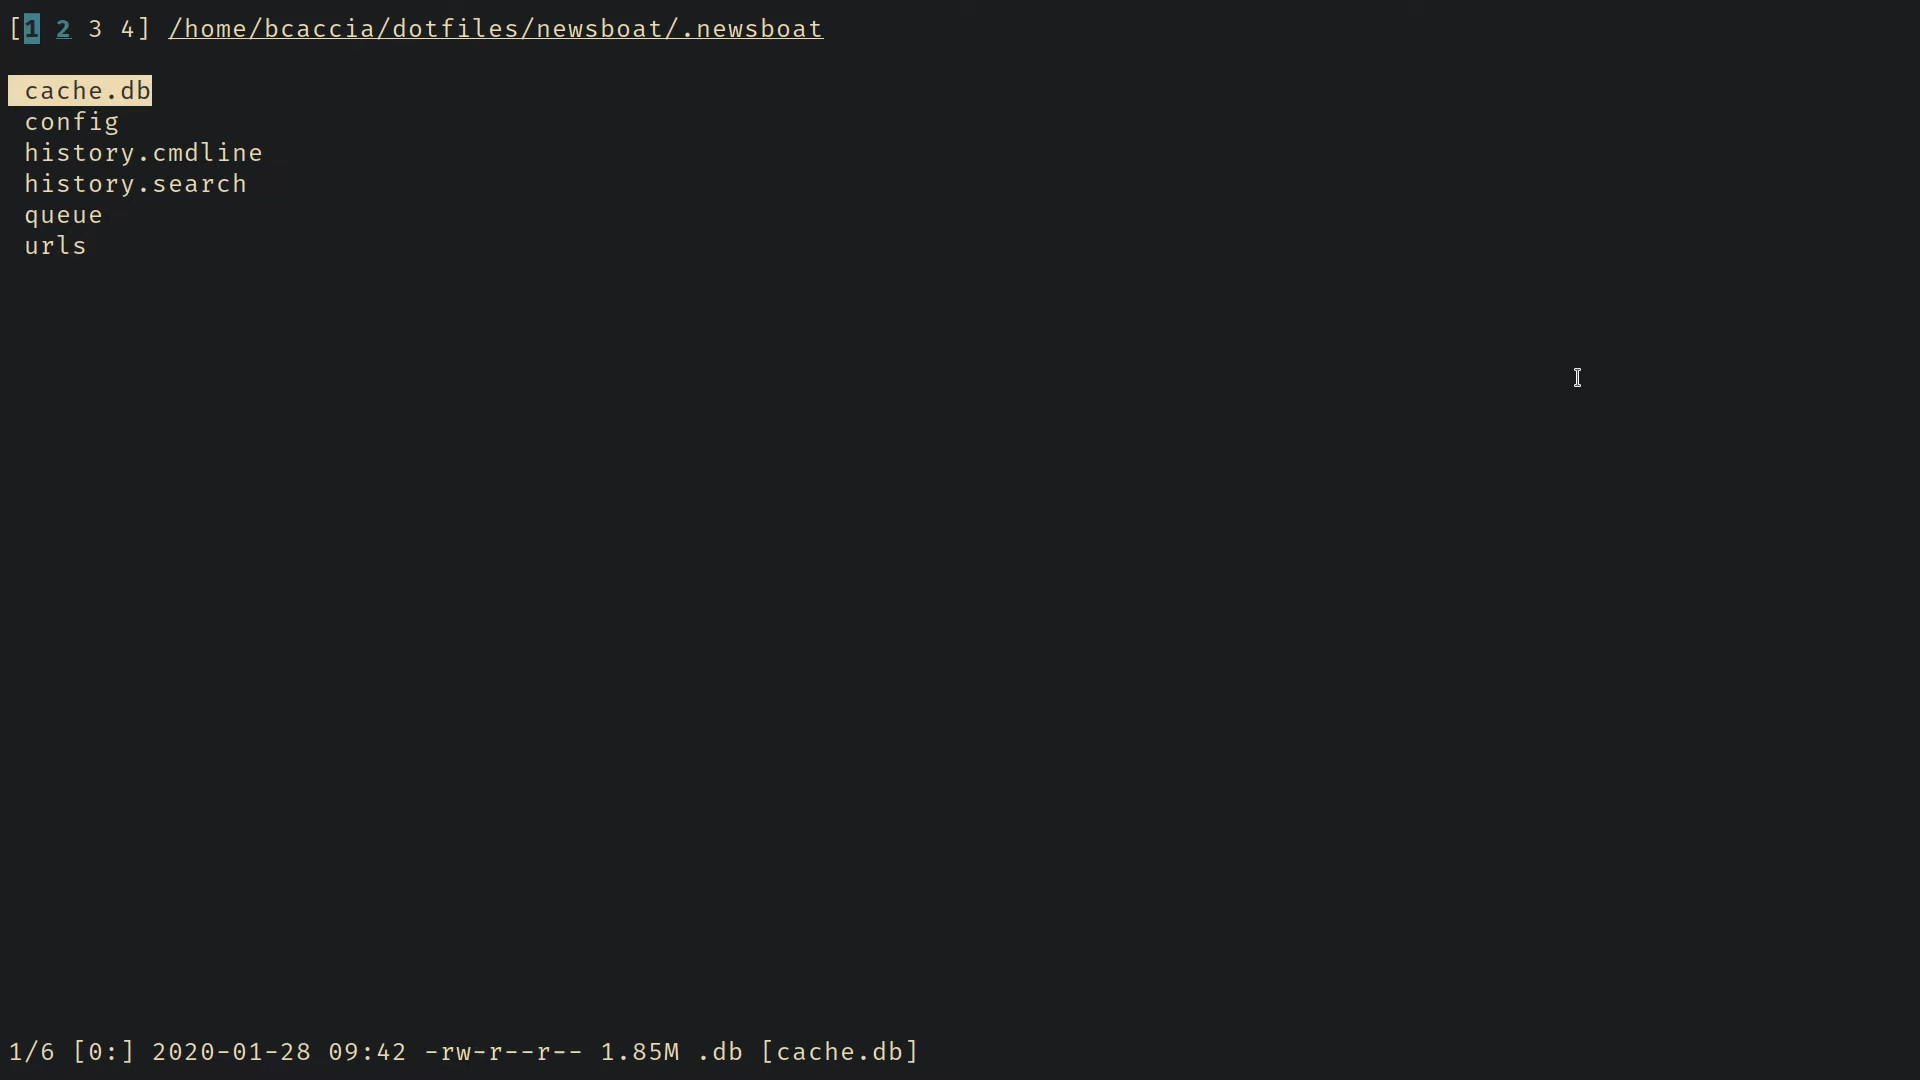 [1 2 3 4] /home/bcaccia/dotfiles/newsboat/.newsboat
cache.db
config
history.cmdline
history.search
queue
urls
1/6 [0:] 2020-01-28 09:42 -rw-r--r-- 1.85M .db [cache.db]